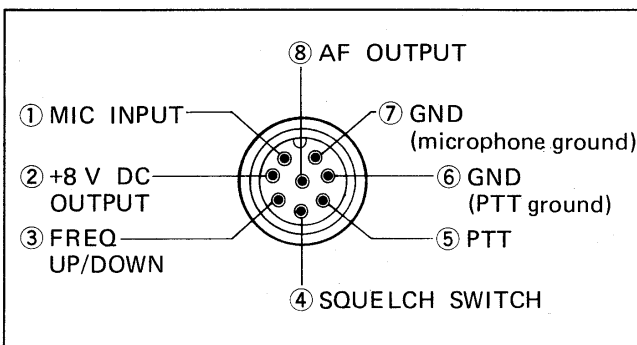 ⑧ AF OUTPUT
① MIC INPUT
⑦ GND
(microphone ground)
② +8 V DC
OUTPUT
⑥ GND
(PTT ground)
③ FREQ
UP/DOWN
⑤ PTT
④ SQUELCH SWITCH